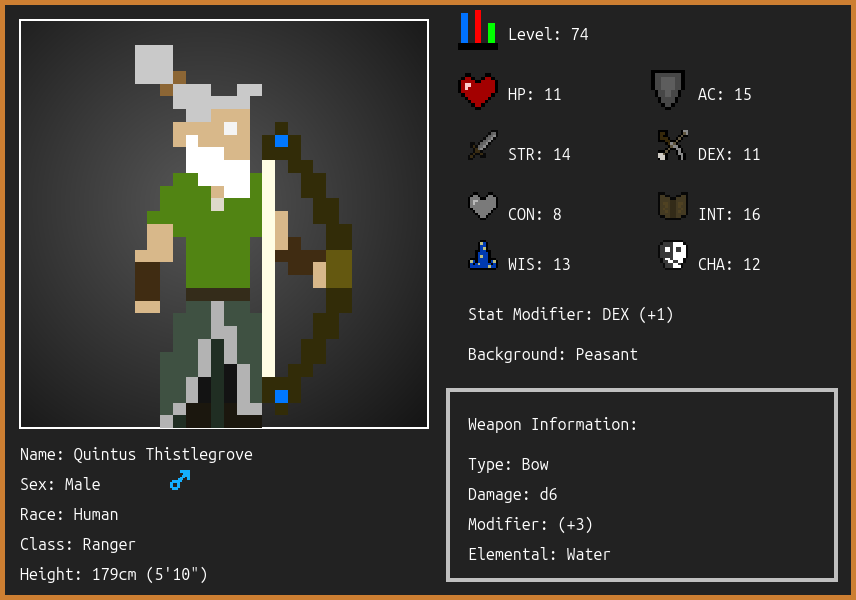 Level: 74
HP: 11
AC: 15
STR: 14
DEX: 11
CON: 8
INT: 16
WIS: 13
CHA: 12
Stat Modifier: DEX (+1)
Background: Peasant
Weapon Information:
Type: Bow
Damage: d6
Modifier: (+3)
Elemental: Water
Name: Quintus Thistlegrove
Sex: Male
Race: Human
Class: Ranger
Height: 179cm (5'10")